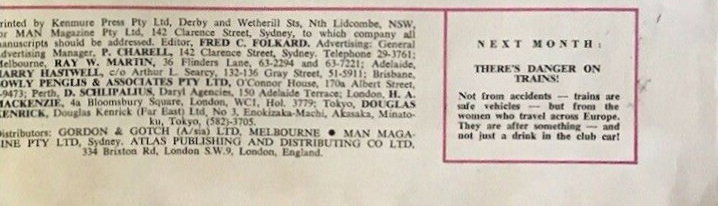 rinted by Kenmure Press Pty Ltd, Derby and Wetherill Sts, Nth Lidcombe, NSW,
or MAN Magazine Pty Ltd, 142 Clarence Street, Sydney, to which company all
manuscripts should be addressed. Editor, FRED C. FOLKARD. Advertising: General
dvertising Manager, P. CHARELL, 142 Clarence Street, Sydney. Telephone 29-3761;
Melbourne, RAY W. MARTIN, 36 Flinders Lane, 63-2294 and 63-7221; Adelaide,
HARRY HASTWELL, c/o Arthur L. Searcy, 132-136 Gray Street, 51-5911; Brisbane,
OWLY PENGLIS & ASSOCIATES PTY LTD, O'Connor House, 170a Albert Street,
-9473; Perth, D. SCHLIPALIUS, Daryl Agencies, 150 Adelaide Terrace; London, H. A.
MACKENZIE, 4a Bloomsbury Square, London, WC1, Hol. 3779; Tokyo, DOUGLAS
KENRICK, Douglas Kenrick (Far East) Ltd, No 3, Enokizaka-Machi, Akasaka, Minato-
ku, Tokyo, (582)-3705.
Distributors: GORDON & GOTCH (A/sia) LTD, MELBOURNE ● MAN MAGA-
INE PTY LTD, Sydney. ATLAS PUBLISHING AND DISTRIBUTING CO LTD,
334 Brixton Rd, London S.W.9, London, England.
NEXT MONTH:
THERE'S DANGER ON
TRAINS!
Not from accidents — trains are
safe vehicles — but from the
women who travel across Europe.
They are after something — and
not just a drink in the club car!